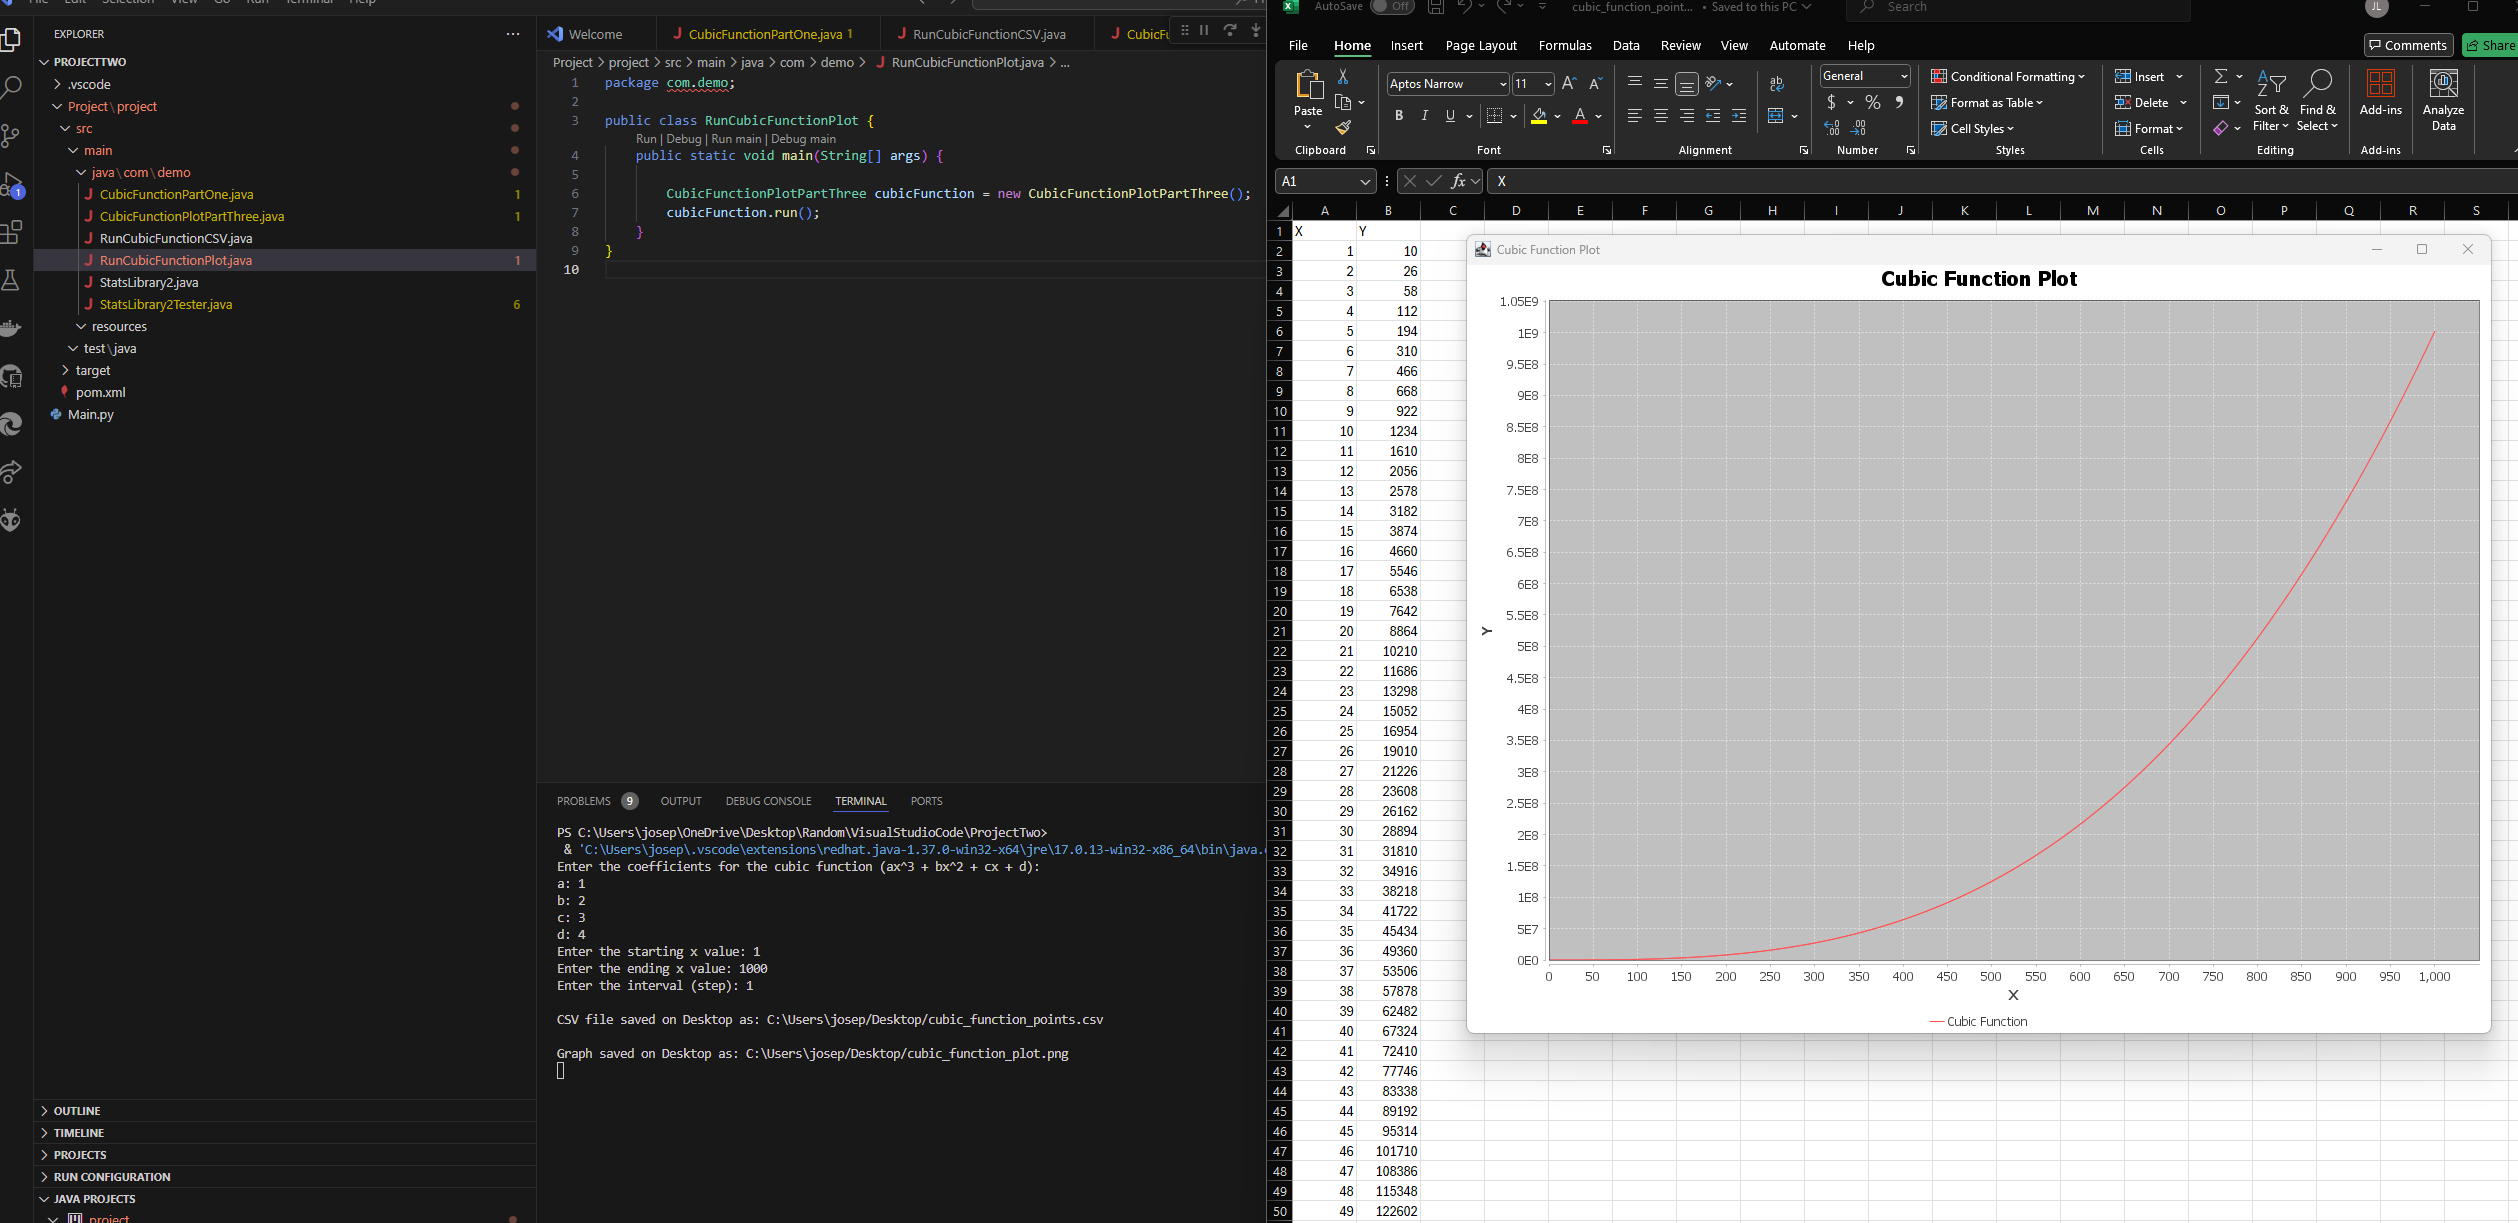 File Edit Selection View Go Run Terminal Help
EXPLORER
PROJECTTWO
.vscode
Project\project
src
main
java\com\demo
CubicFunctionPartOne.java 1
CubicFunctionPlotPartThree.java 1
RunCubicFunctionCSV.java
RunCubicFunctionPlot.java 1
StatsLibrary2.java
StatsLibrary2Tester.java 6
resources
test\java
target
pom.xml
Main.py
OUTLINE
TIMELINE
PROJECTS
RUN CONFIGURATION
JAVA PROJECTS
project
1
Welcome
CubicFunctionPartOne.java 1
RunCubicFunctionCSV.java
CubicFu
Project > project > src > main > java > com > demo > RunCubicFunctionPlot.java > ...
1 package com.demo;
2
3 public class RunCubicFunctionPlot {
Run | Debug | Run main | Debug main
4 public static void main(String[] args) {
5
6 CubicFunctionPlotPartThree cubicFunction = new CubicFunctionPlotPartThree();
7 cubicFunction.run();
8 }
9 }
10
PROBLEMS 9 OUTPUT DEBUG CONSOLE TERMINAL PORTS
PS C:\Users\josep\OneDrive\Desktop\Random\VisualStudioCode\ProjectTwo>
& 'C:\Users\josep\.vscode\extensions\redhat.java-1.37.0-win32-x64\jre\17.0.13-win32-x86_64\bin\java.
Enter the coefficients for the cubic function (ax^3 + bx^2 + cx + d):
a: 1
b: 2
c: 3
d: 4
Enter the starting x value: 1
Enter the ending x value: 1000
Enter the interval (step): 1
CSV file saved on Desktop as: C:\Users\josep/Desktop/cubic_function_points.csv
Graph saved on Desktop as: C:\Users\josep/Desktop/cubic_function_plot.png
AutoSave Off cubic_function_point... • Saved to this PC Search JL
File Home Insert Page Layout Formulas Data Review View Automate Help Comments Share
Paste
Clipboard
Aptos Narrow 11
B I U A
Font
ab
Alignment
General
$ % 9
Number
Conditional Formatting
Format as Table
Cell Styles
Styles
Insert
Delete
Format
Cells
Sort & Filter
Find & Select
Editing
Add-ins
Add-ins
Analyze Data
A1 fx X
A B C D E F G H I J K L M N O P Q R S
1 X Y
2 1 10
3 2 26
4 3 58
5 4 112
6 5 194
7 6 310
8 7 466
9 8 668
10 9 922
11 10 1234
12 11 1610
13 12 2056
14 13 2578
15 14 3182
16 15 3874
17 16 4660
18 17 5546
19 18 6538
20 19 7642
21 20 8864
22 21 10210
23 22 11686
24 23 13298
25 24 15052
26 25 16954
27 26 19010
28 27 21226
29 28 23608
30 29 26162
31 30 28894
32 31 31810
33 32 34916
34 33 38218
35 34 41722
36 35 45434
37 36 49360
38 37 53506
39 38 57878
40 39 62482
41 40 67324
42 41 72410
43 42 77746
44 43 83338
45 44 89192
46 45 95314
47 46 101710
48 47 108386
49 48 115348
50 49 122602
Cubic Function Plot
Cubic Function Plot
1.05E9
1E9
9.5E8
9E8
8.5E8
8E8
7.5E8
7E8
6.5E8
6E8
5.5E8
5E8
4.5E8
4E8
3.5E8
3E8
2.5E8
2E8
1.5E8
1E8
5E7
0E0
Y
0 50 100 150 200 250 300 350 400 450 500 550 600 650 700 750 800 850 900 950 1,000
X
Cubic Function